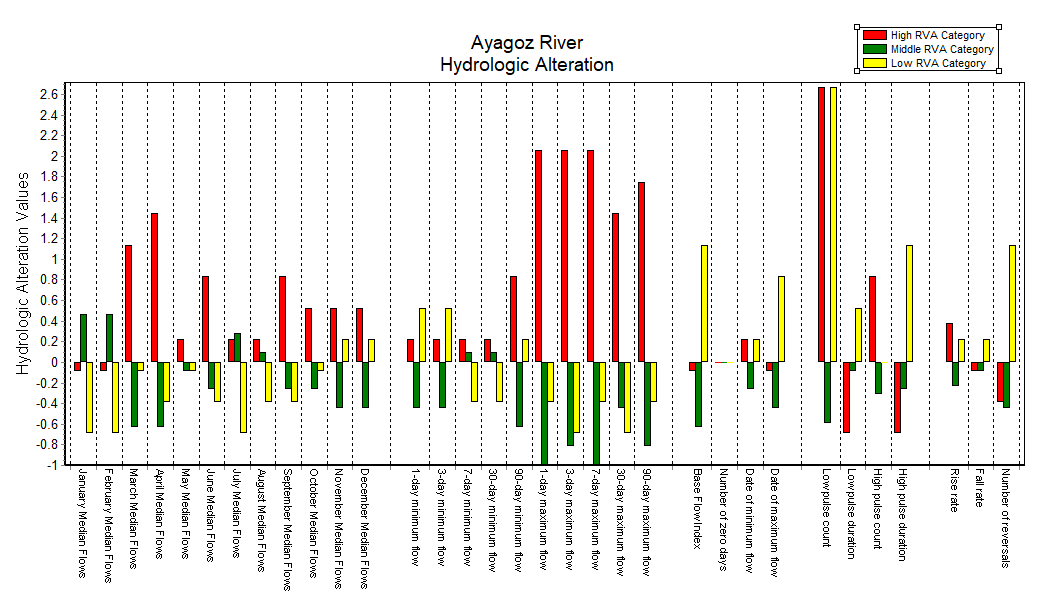 Ayagoz River
Hydrologic Alteration
High RVA Category
Middle RVA Category
Low RVA Category
Hydrologic Alteration Values
2.6
2.4
2.2
2
1.8
1.6
1.4
1.2
1
0.8
0.6
0.4
0.2
0
-0.2
-0.4
-0.6
-0.8
-1
January Median Flows
February Median Flows
March Median Flows
April Median Flows
May Median Flows
June Median Flows
July Median Flows
August Median Flows
September Median Flows
October Median Flows
November Median Flows
December Median Flows
1-day minimum flow
3-day minimum flow
7-day minimum flow
30-day minimum flow
90-day minimum flow
1-day maximum flow
3-day maximum flow
7-day maximum flow
30-day maximum flow
90-day maximum flow
Base Flow Index
Number of zero days
Date of minimum flow
Date of maximum flow
Low pulse count
Low pulse duration
High pulse count
High pulse duration
Rise rate
Fall rate
Number of reversals